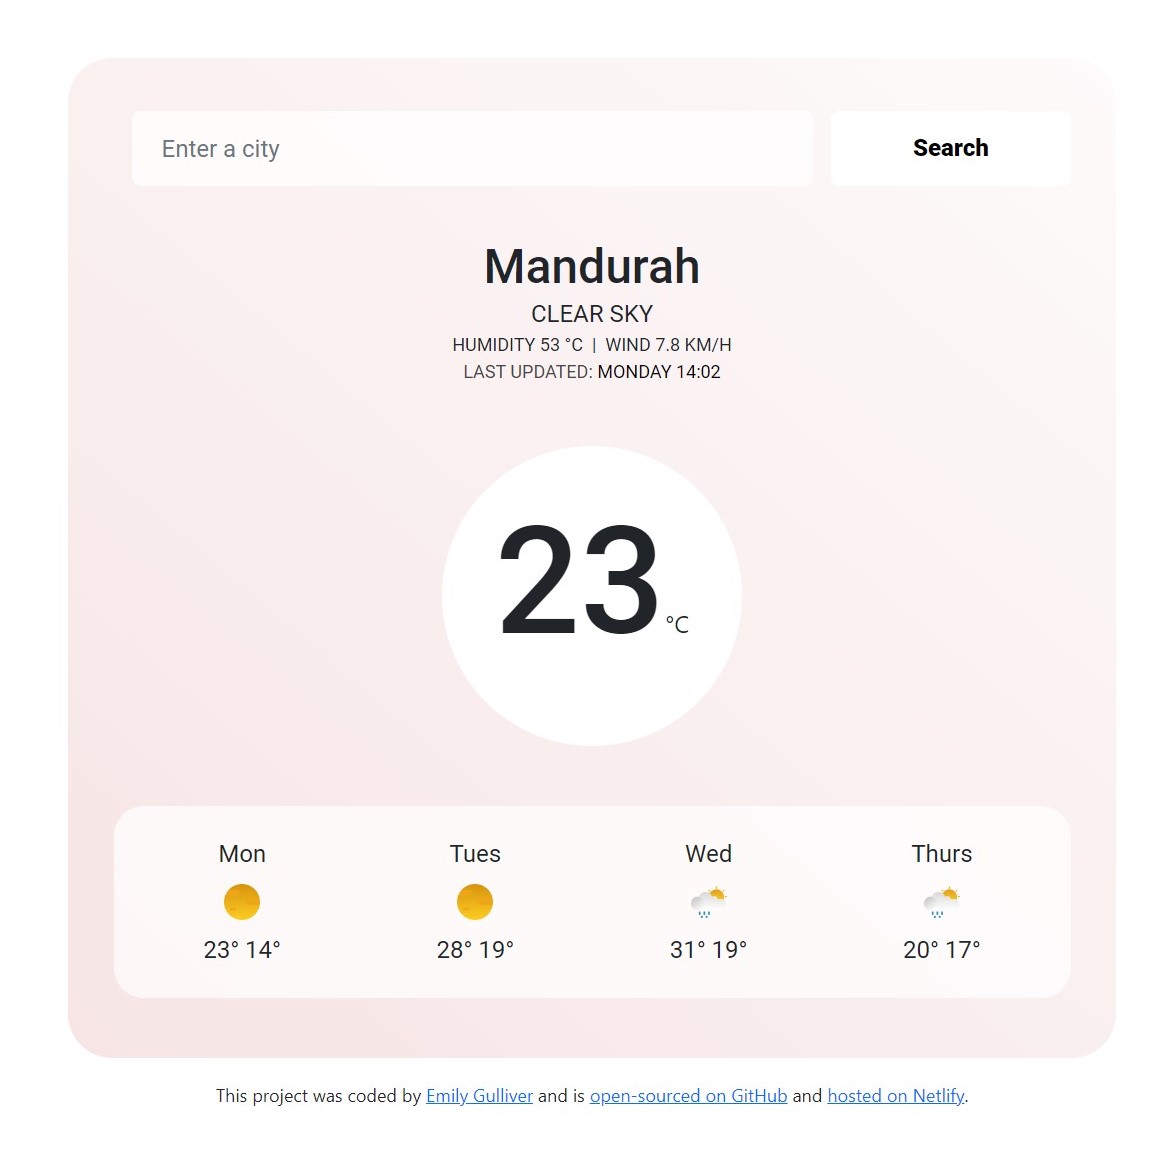 Enter a city
Search
Mandurah
CLEAR SKY
HUMIDITY 53 °C | WIND 7.8 KM/H
LAST UPDATED: MONDAY 14:02
23 °C
Mon Tues Wed Thurs
23° 14° 28° 19° 31° 19° 20° 17°
This project was coded by Emily Gulliver and is open-sourced on GitHub and hosted on Netlify.